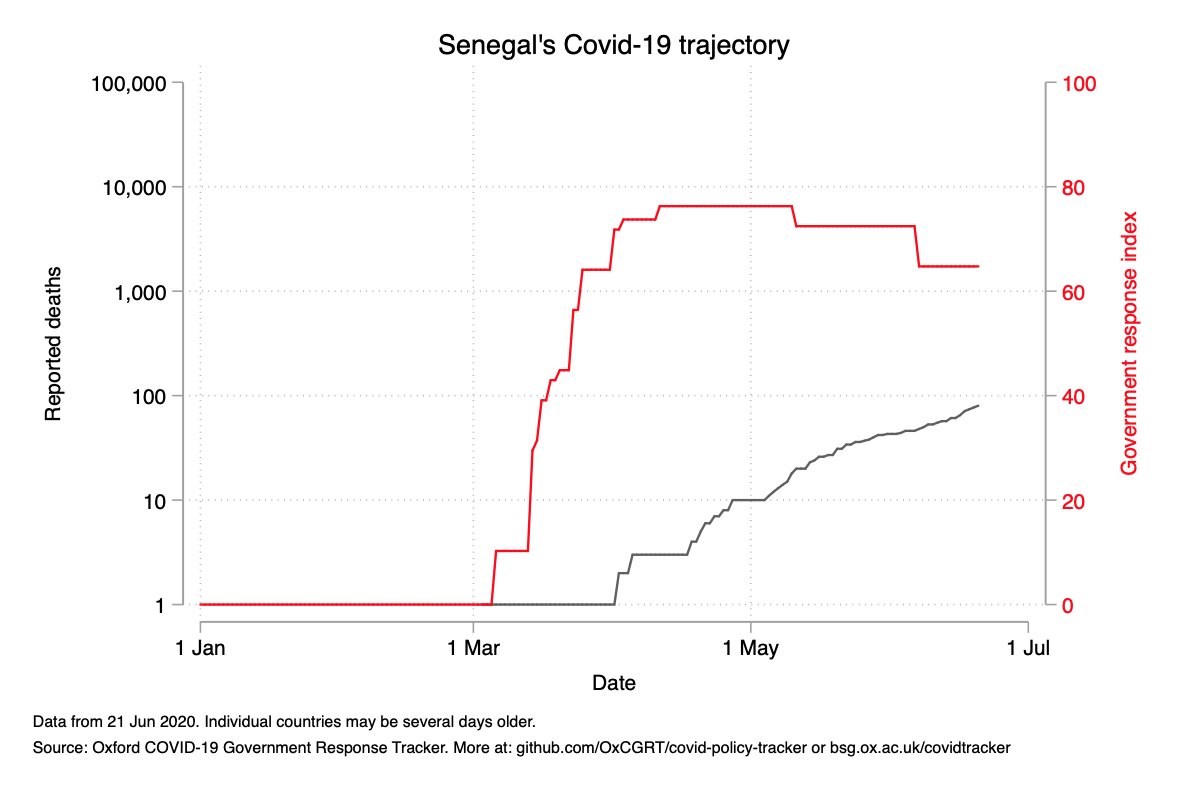 Senegal's Covid-19 trajectory
100,000
10,000
1,000
100
10
1
Reported deaths
100
80
60
40
20
0
Government response index
1 Jan
1 Mar
1 May
1 Jul
Date
Data from 21 Jun 2020. Individual countries may be several days older.
Source: Oxford COVID-19 Government Response Tracker. More at: github.com/OxCGRT/covid-policy-tracker or bsg.ox.ac.uk/covidtracker